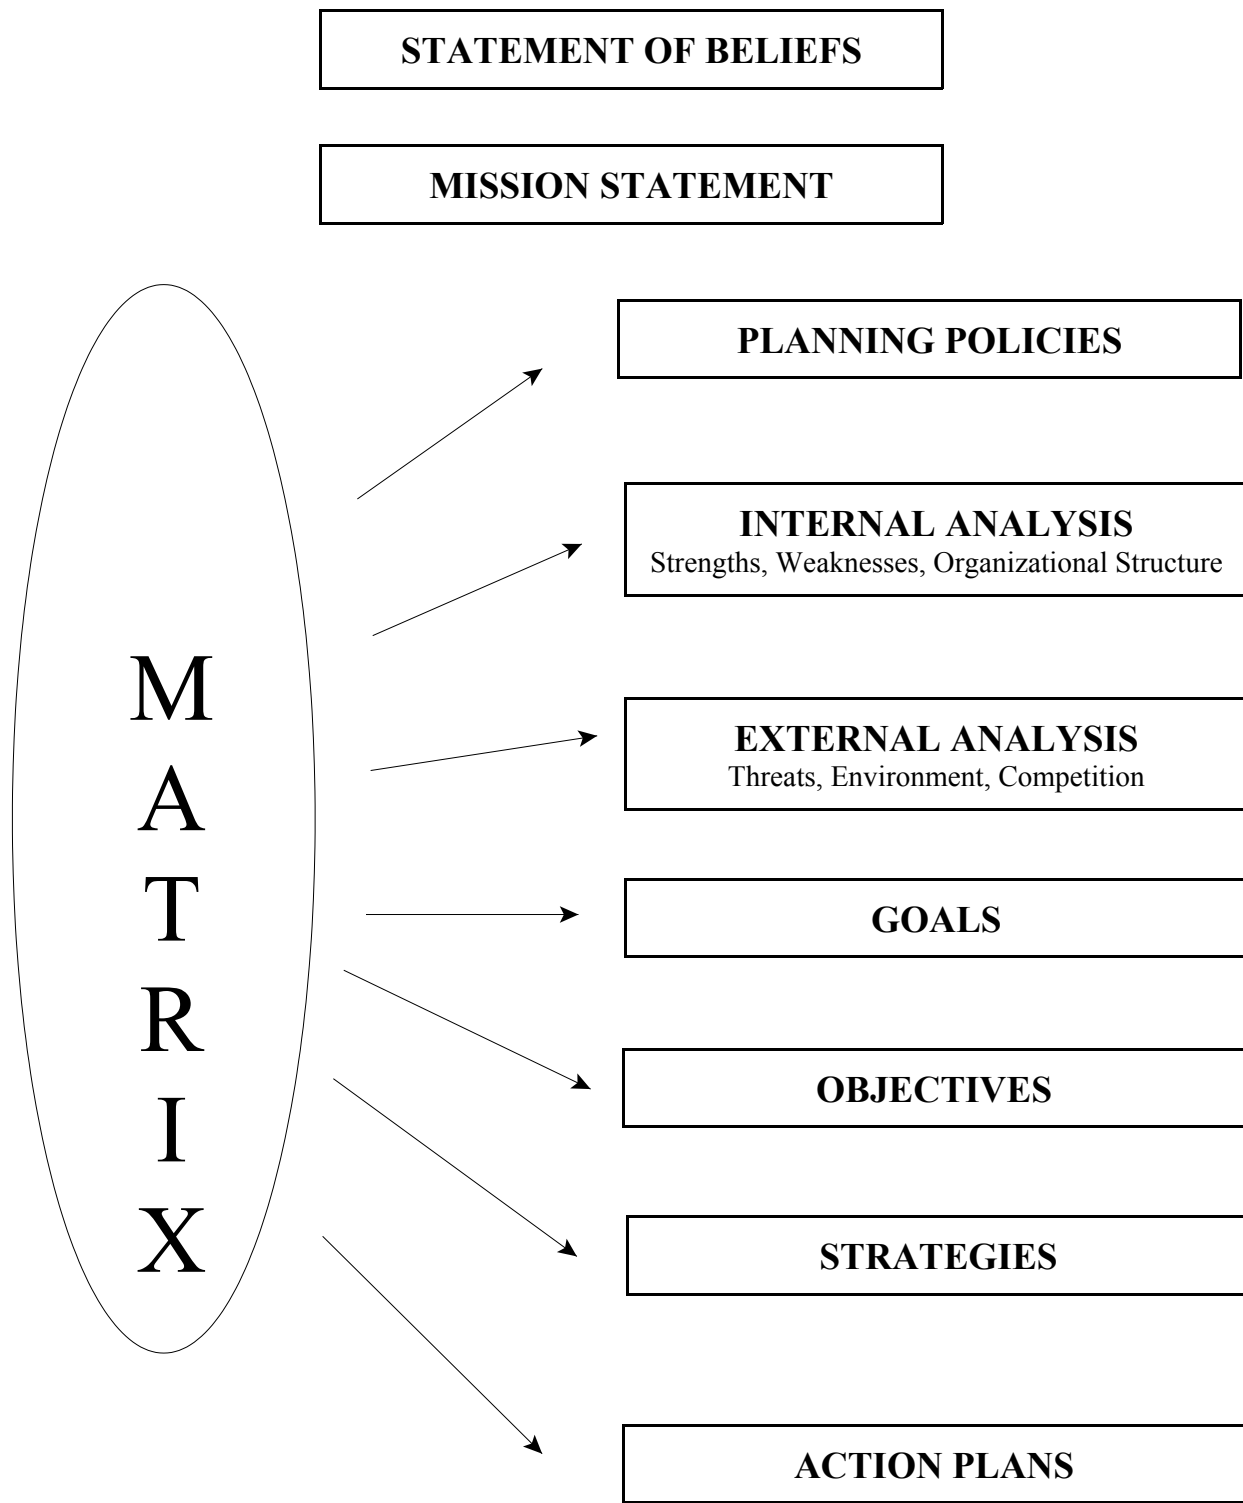 STATEMENT OF BELIEFS
MISSION STATEMENT
M
A
T
R
I
X
PLANNING POLICIES
INTERNAL ANALYSIS
Strengths, Weaknesses, Organizational Structure
EXTERNAL ANALYSIS
Threats, Environment, Competition
GOALS
OBJECTIVES
STRATEGIES
ACTION PLANS